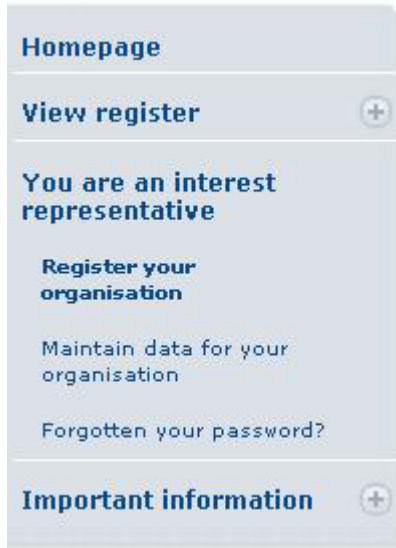 Homepage
View register
You are an interest
representative
Register your
organisation
Maintain data for your
organisation
Forgotten your password?
Important information